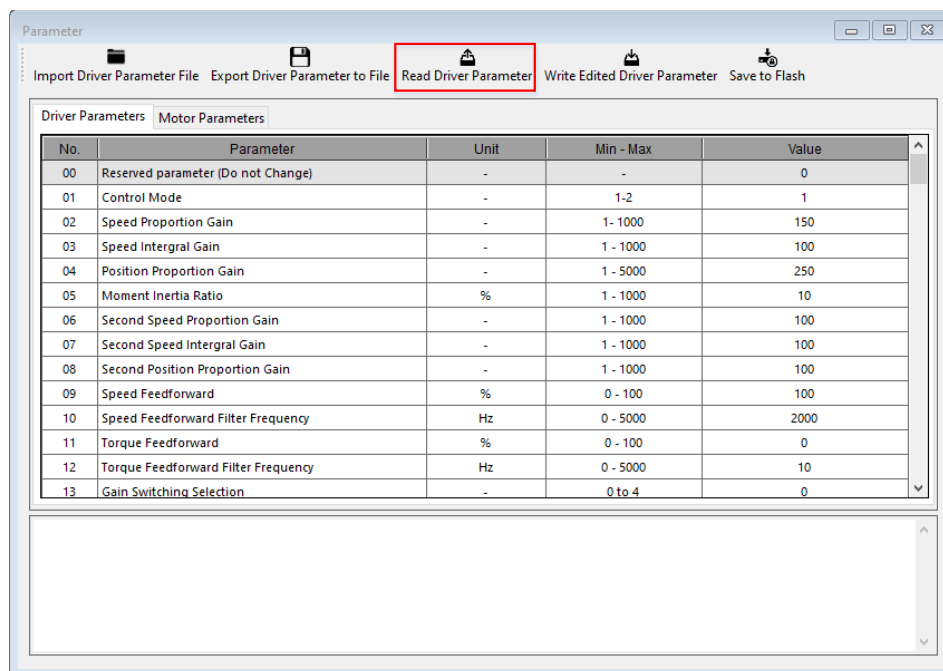 Parameter
Import Driver Parameter File Export Driver Parameter to File Read Driver Parameter Write Edited Driver Parameter Save to Flash
Driver Parameters Motor Parameters
No. Parameter Unit Min - Max Value
00 Reserved parameter (Do not Change) - - 0
01 Control Mode - 1-2 1
02 Speed Proportion Gain - 1- 1000 150
03 Speed Intergral Gain - 1 - 1000 100
04 Position Proportion Gain - 1 - 5000 250
05 Moment Inertia Ratio % 1 - 1000 10
06 Second Speed Proportion Gain - 1 - 1000 100
07 Second Speed Intergral Gain - 1 - 1000 100
08 Second Position Proportion Gain - 1 - 1000 100
09 Speed Feedforward % 0 - 100 100
10 Speed Feedforward Filter Frequency Hz 0 - 5000 2000
11 Torque Feedforward % 0 - 100 0
12 Torque Feedforward Filter Frequency Hz 0 - 5000 10
13 Gain Switching Selection - 0 to 4 0